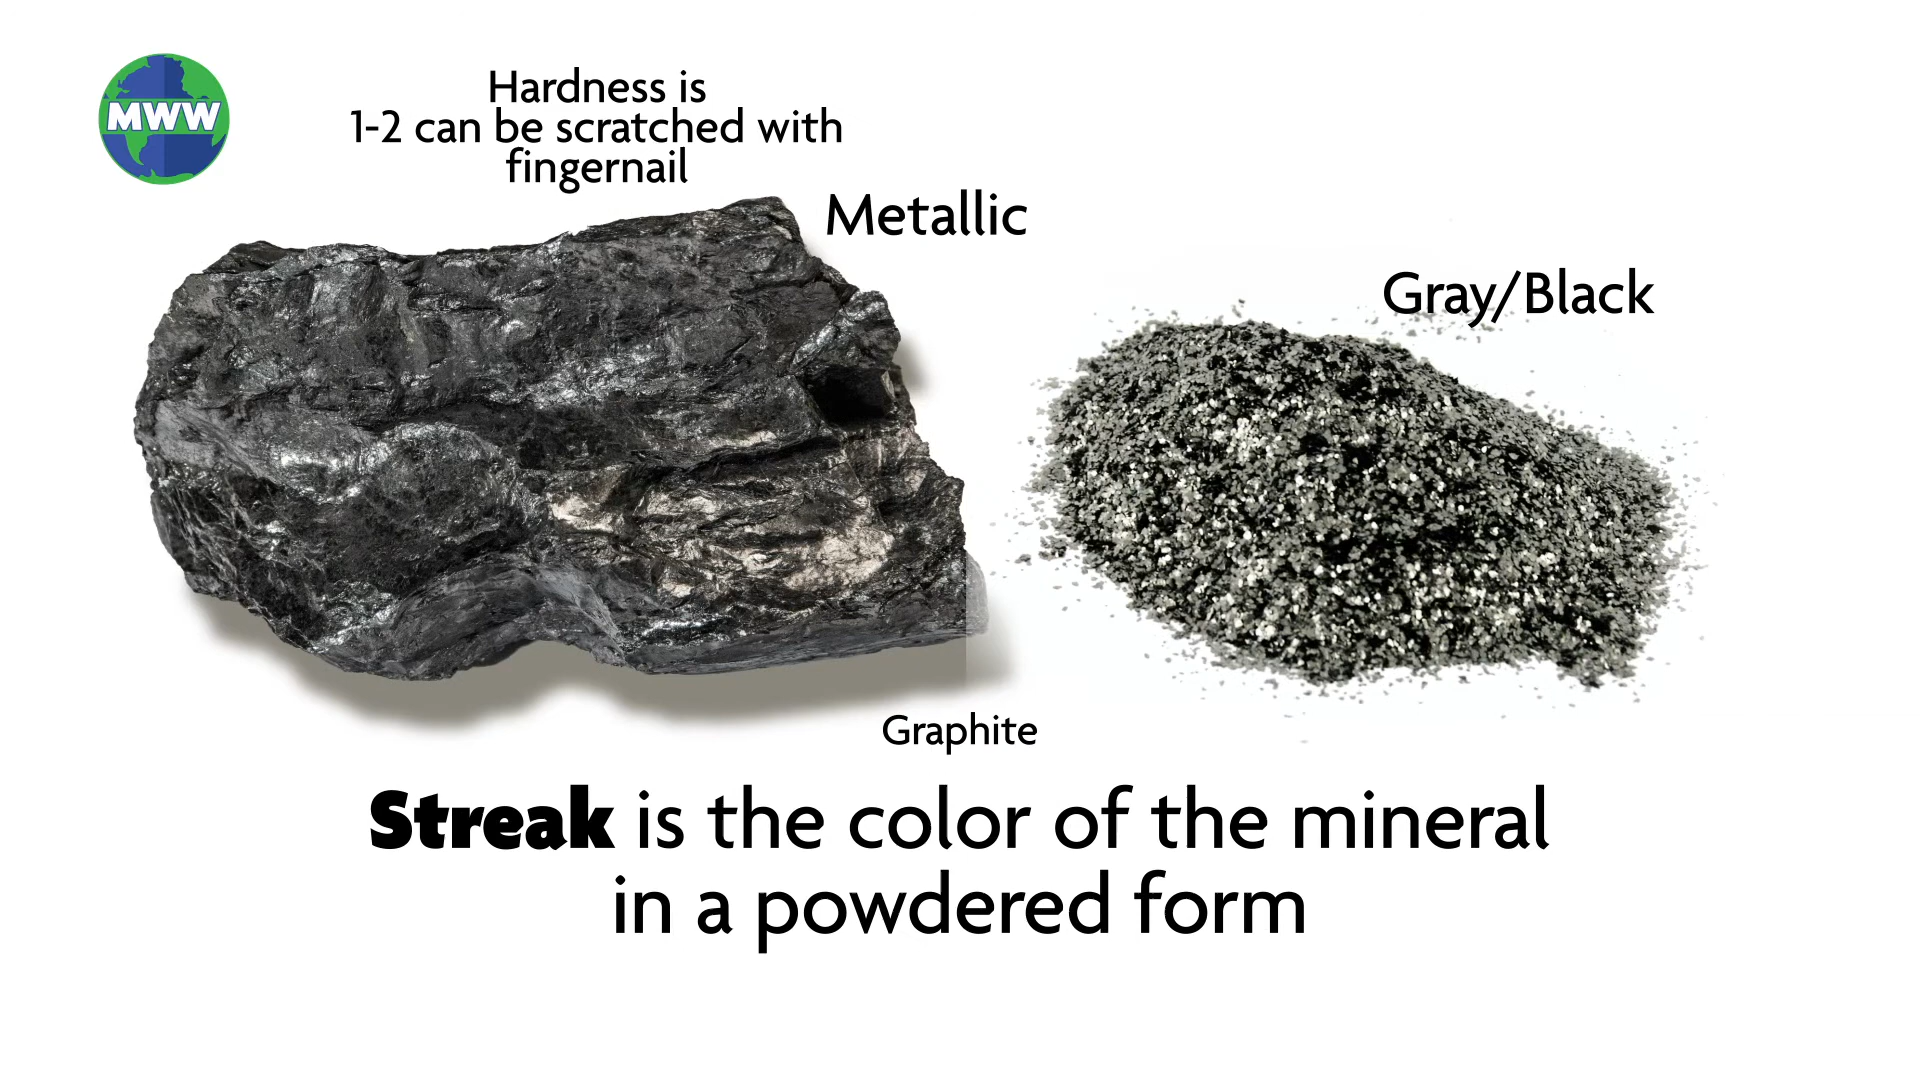 MWW
Hardness is
1-2 can be scratched with
fingernail
Metallic
Gray/Black
Graphite
Streak is the color of the mineral
in a powdered form